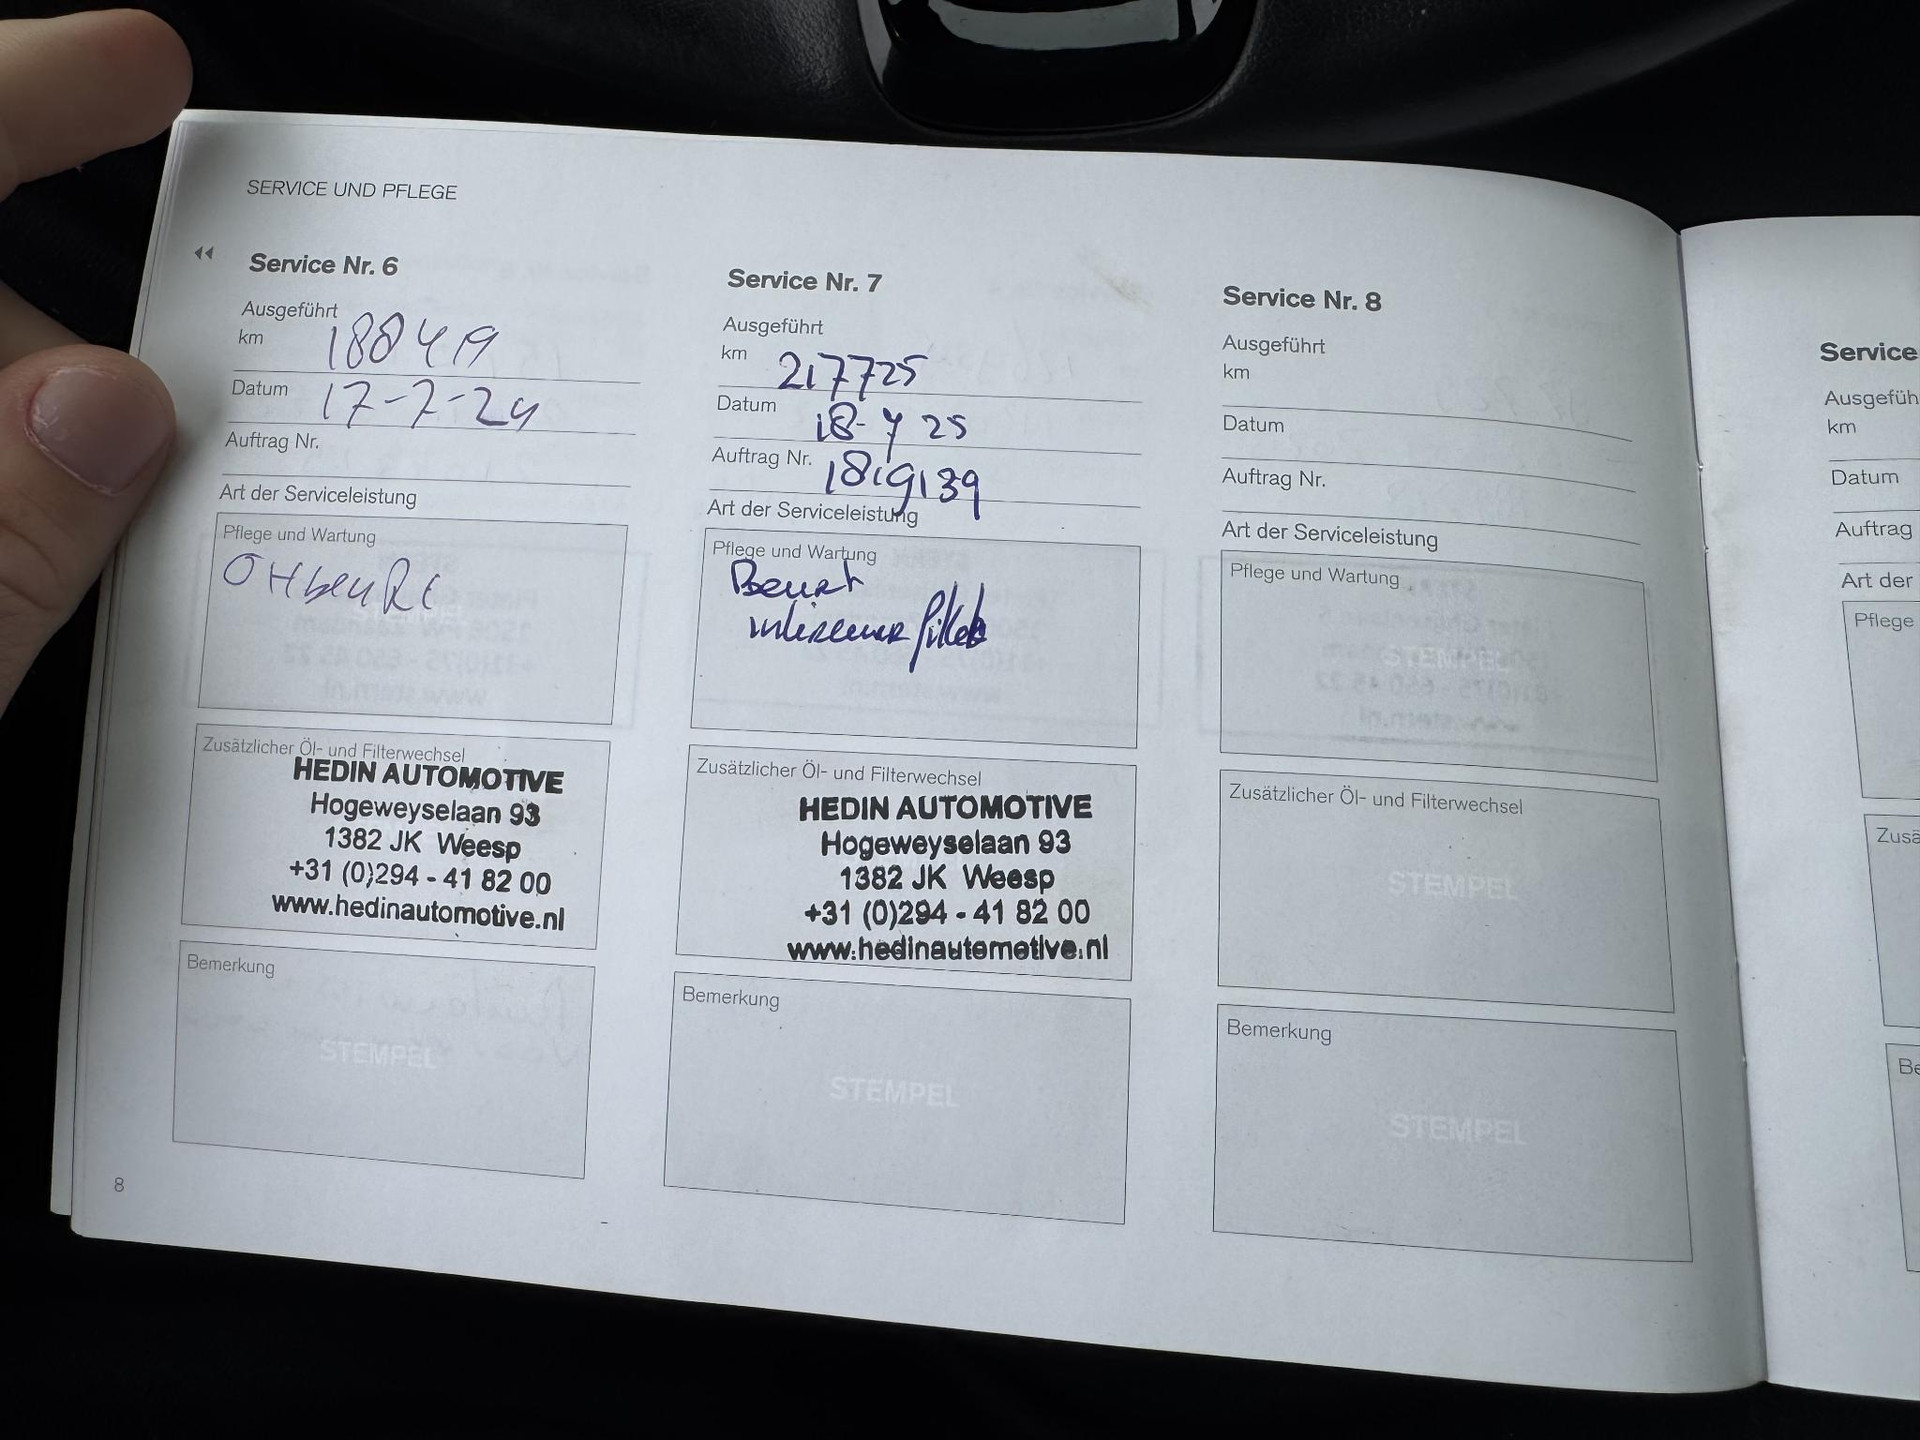 SERVICE UND PFLEGE
Service Nr. 6
Ausgeführt
km 188419
Datum 17-7-24
Auftrag Nr.
Art der Serviceleistung
Pflege und Wartung
OHBEURT
Zusätzlicher Öl- und Filterwechsel
HEDIN AUTOMOTIVE
Hogeweyselaan 93
1382 JK Weesp
+31 (0)294 - 41 82 00
www.hedinautomotive.nl
Bemerkung
STEMPEL
8
Service Nr. 7
Ausgeführt
km 217725
Datum 18-7 25
Auftrag Nr. 1819139
Art der Serviceleistung
Pflege und Wartung
Beurt
Zusätzlicher Öl- und Filterwechsel
HEDIN AUTOMOTIVE
Hogeweyselaan 93
1382 JK Weesp
+31 (0)294 - 41 82 00
www.hedinautomotive.nl
Bemerkung
STEMPEL
Service Nr. 8
Ausgeführt
km
Datum
Auftrag Nr.
Art der Serviceleistung
Pflege und Wartung
STEMPEL
Zusätzlicher Öl- und Filterwechsel
STEMPEL
Bemerkung
STEMPEL
Service
Ausgefüh
km
Datum
Auftrag
Art der
Pflege
Zusä
Be